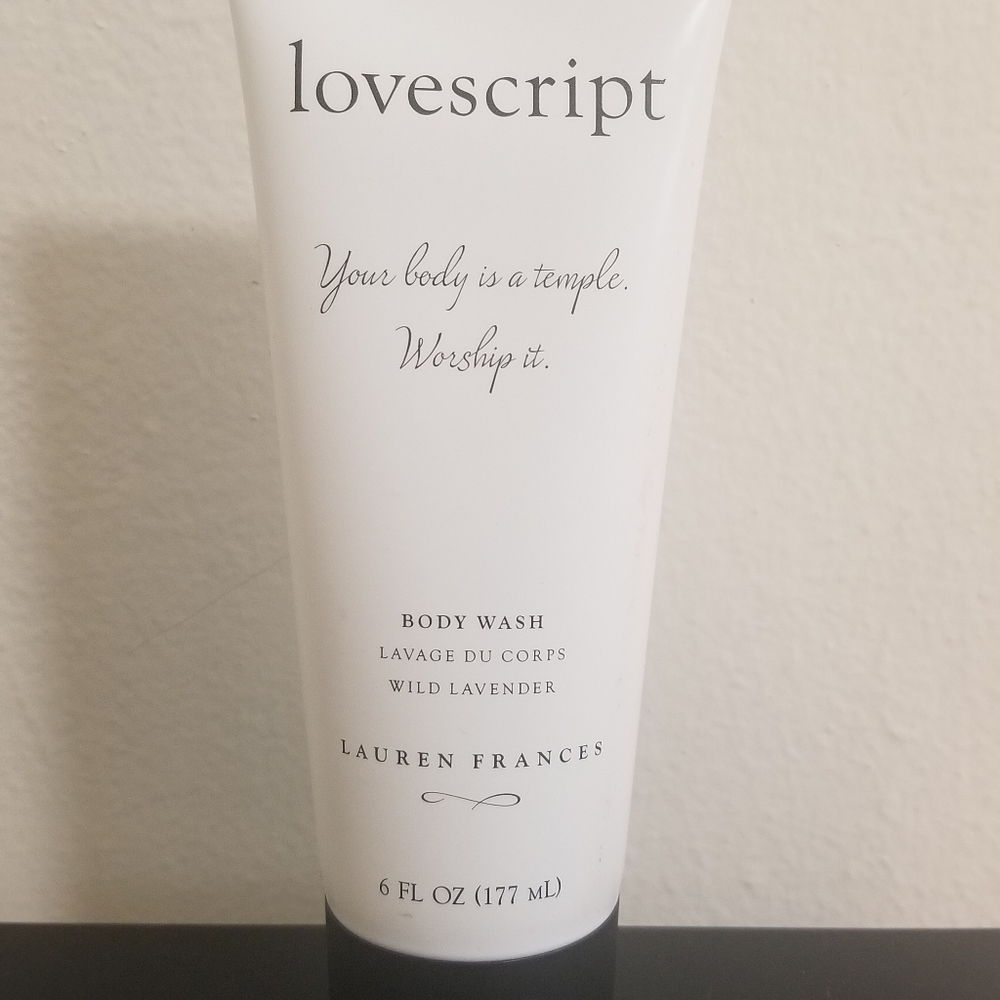 lovescript
Your body is a temple.
Worship it.
BODY WASH
LAVAGE DU CORPS
WILD LAVENDER
LAUREN FRANCES
6 FL OZ (177 mL)